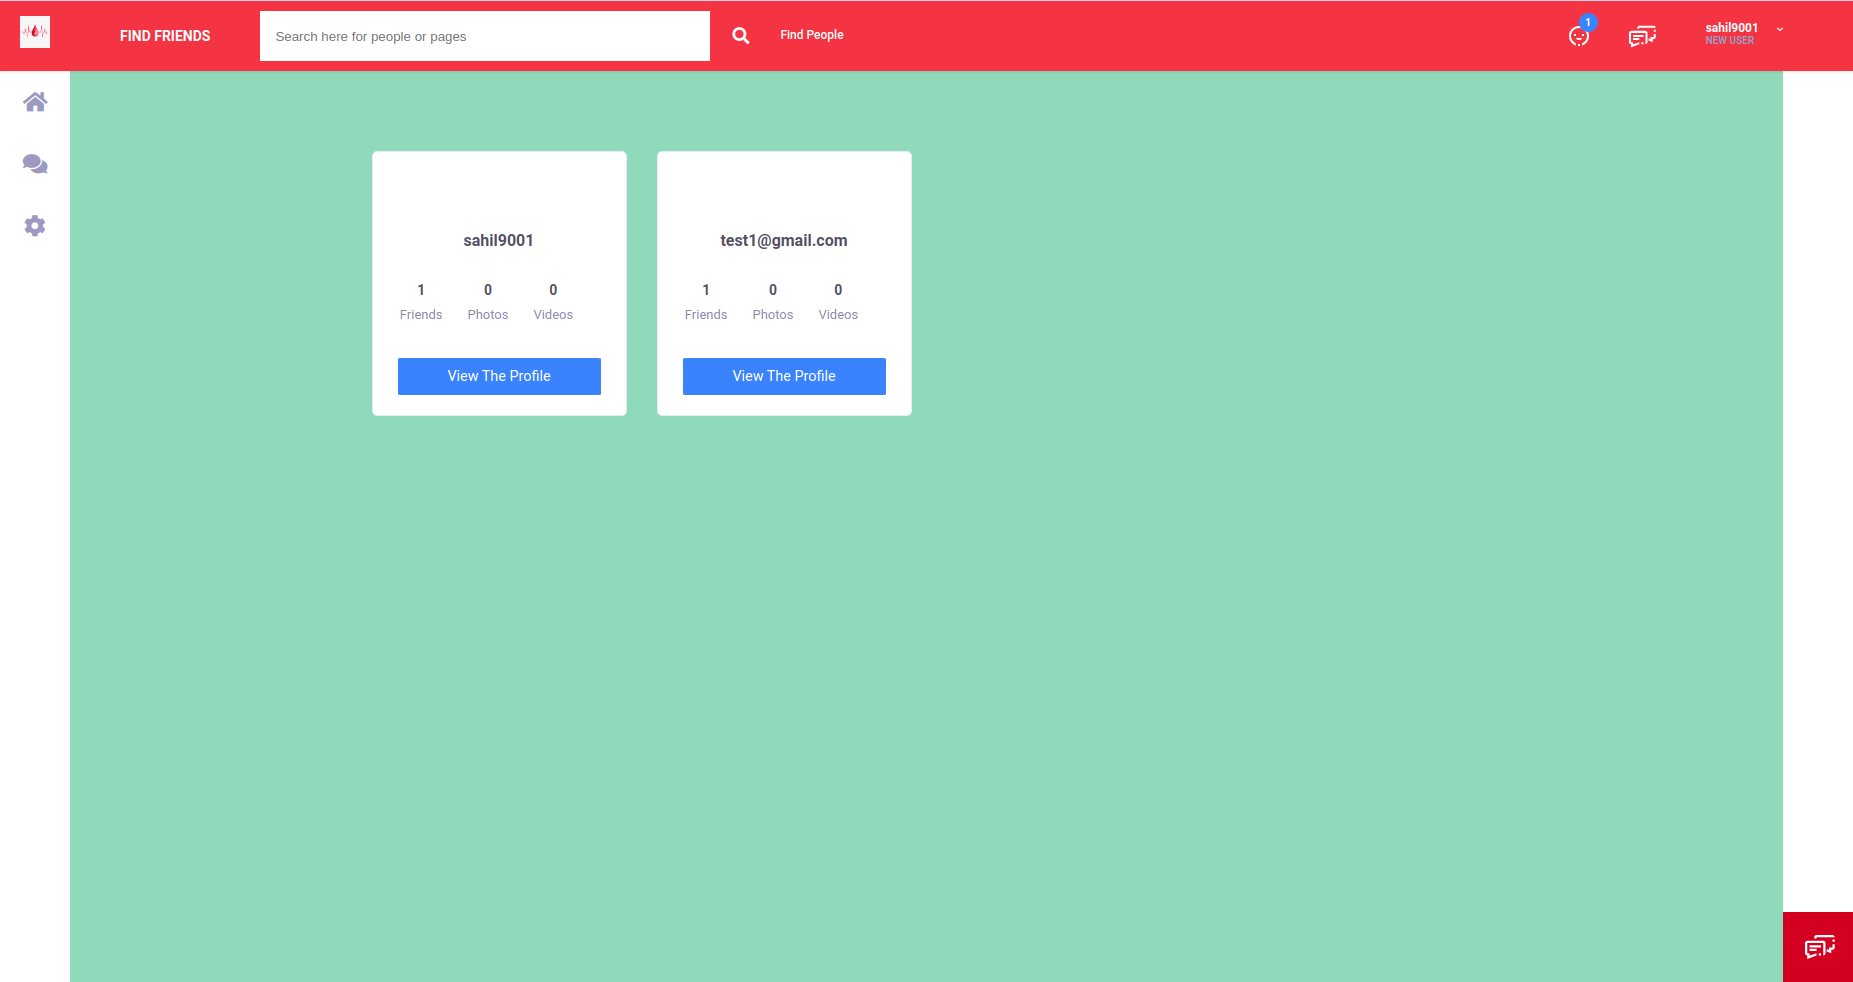 FIND FRIENDS
Search here for people or pages
Find People
1
sahil9001
NEW USER
sahil9001
1 0 0
Friends Photos Videos
View The Profile
test1@gmail.com
1 0 0
Friends Photos Videos
View The Profile